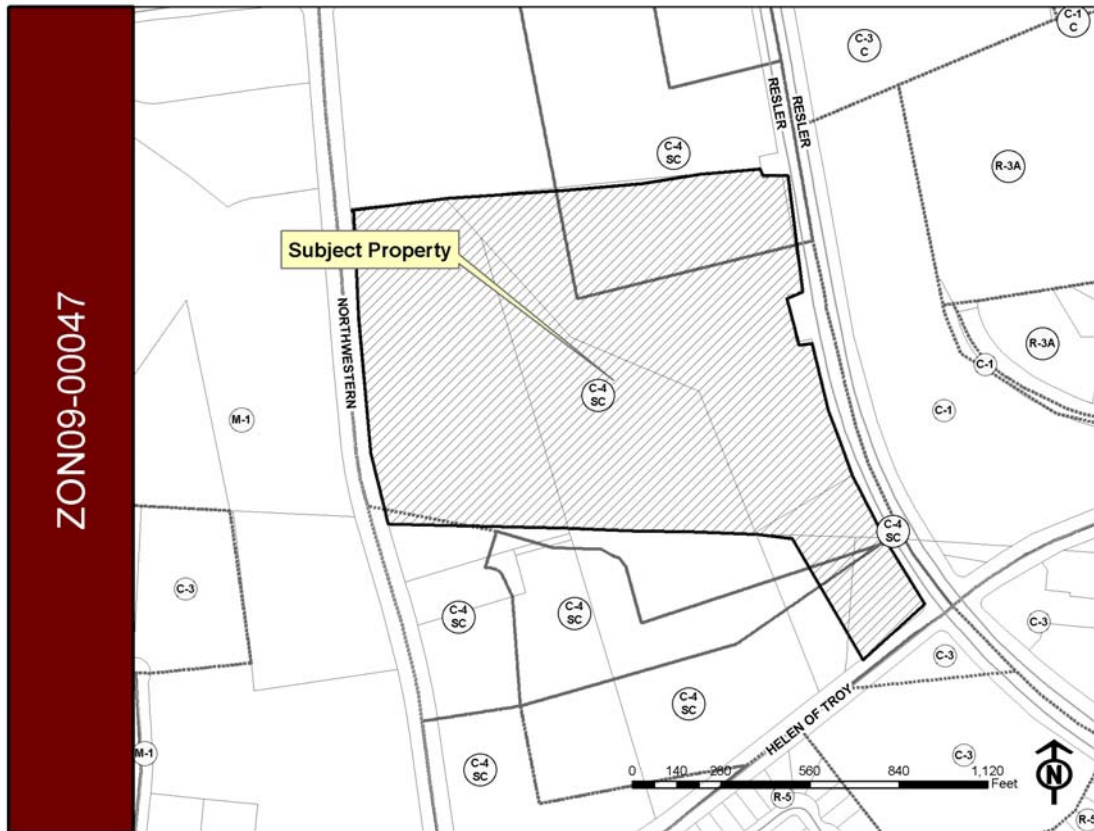 ZON09-00047
C-3
C
C-1
C
RESLER
RESLER
C-4
SC
R-3A
Subject Property
NORTHWESTERN
R-3A
C-1
C-4
SC
C-1
M-1
C-4
SC
C-3
C-4
SC
C-4
SC
C-3
C-3
C-4
SC
HELEN OF TROY
M-1
C-4
SC
C-3
0 140 280 560 840 1,120
Feet
N
R-5
R-5